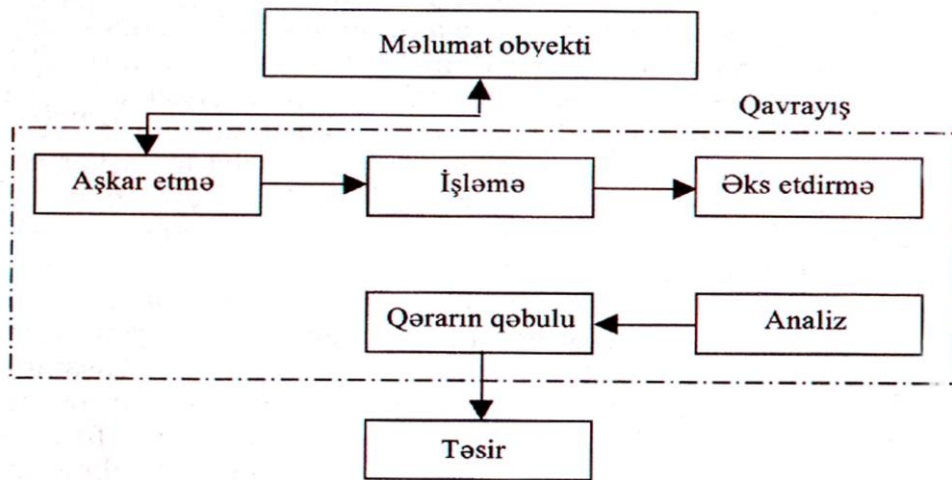 Məlumat obyekti
Qavrayış
Aşkar etmə
İşləmə
Əks etdirmə
Qərarın qəbulu
Analiz
Təsir